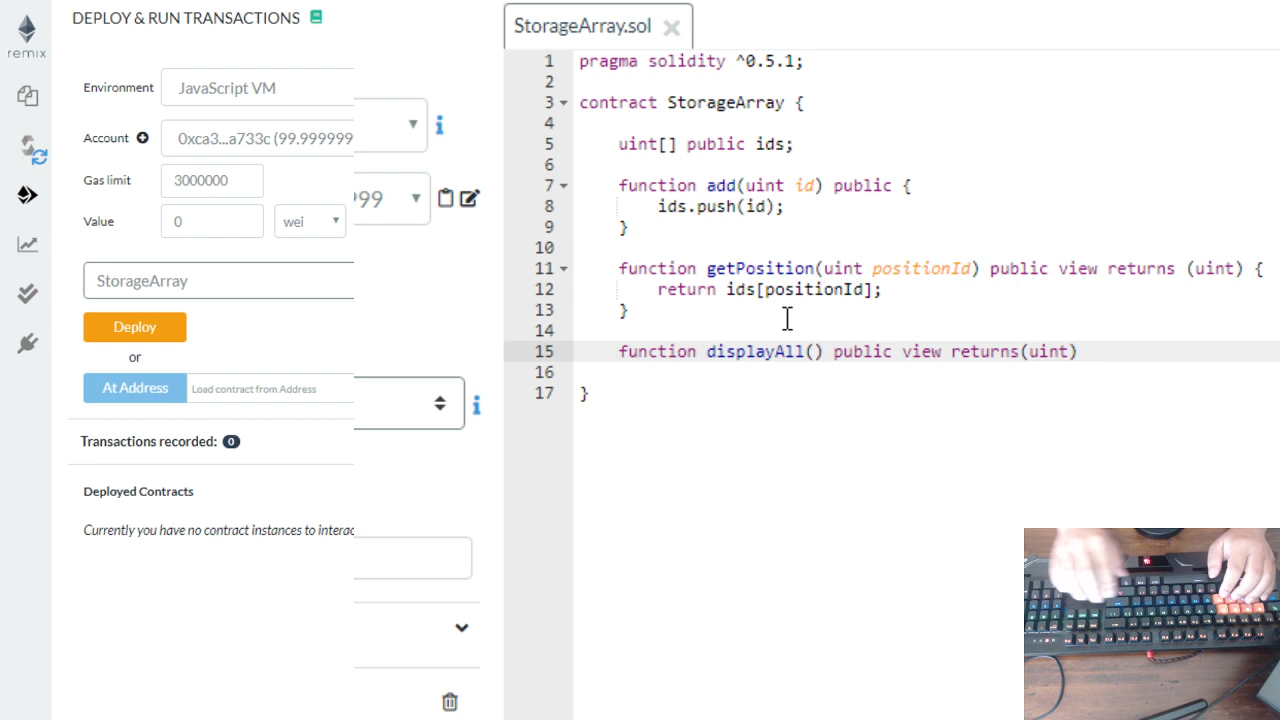 remix
DEPLOY & RUN TRANSACTIONS
Environment
JavaScript VM
Account
0xca3...a733c (99.999999
99
Gas limit
3000000
Value
0
wei
StorageArray
Deploy
or
At Address
Load contract from Address
Transactions recorded:
0
Deployed Contracts
Currently you have no contract instances to interac
StorageArray.sol
1 pragma solidity ^0.5.1;
2
3 contract StorageArray {
4
5 uint[] public ids;
6
7 function add(uint id) public {
8 ids.push(id);
9 }
10
11 function getPosition(uint positionId) public view returns (uint) {
12 return ids[positionId];
13 }
14
15 function displayAll() public view returns(uint)
16
17 }